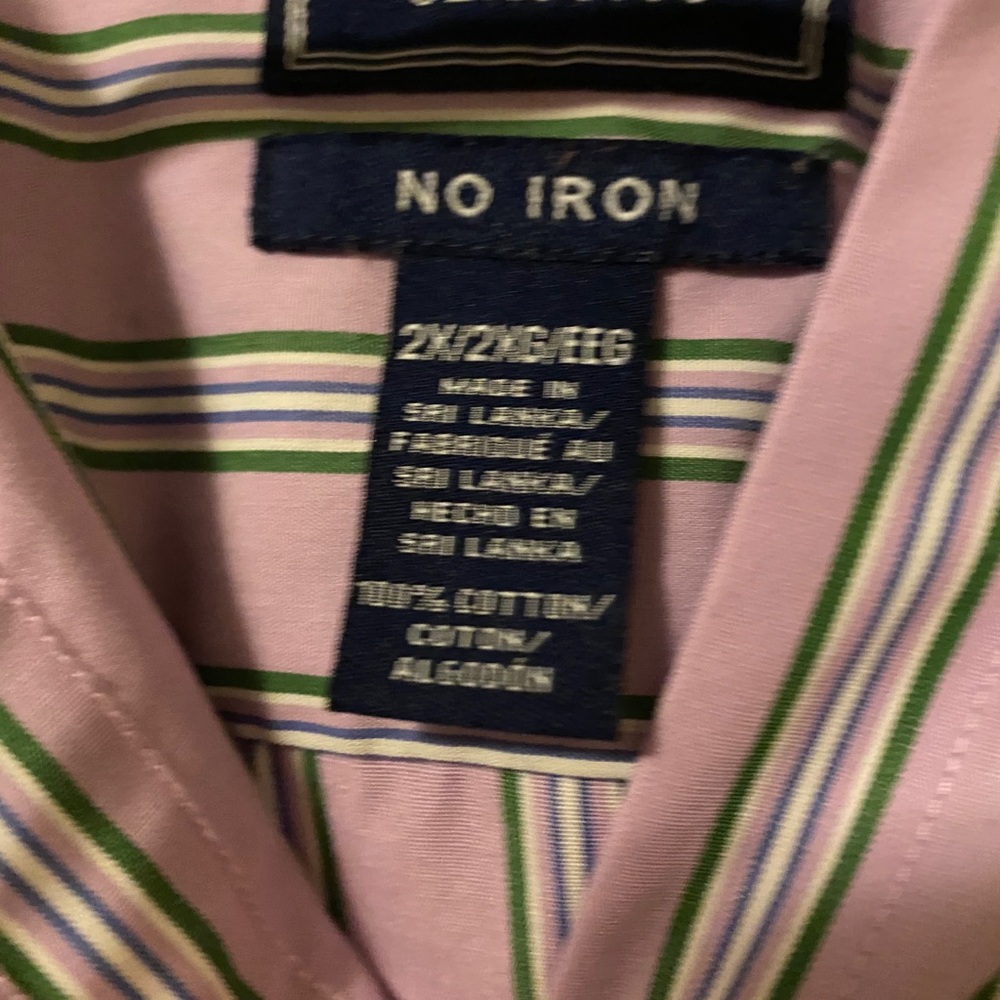 NO IRON
2X/2XG/EEG
MADE IN
SRI LANKA/
FABRIQUÉ AU
SRI LANKA/
HECHO EN
SRI LANKA
100% COTTON/
COTON/
ALGODÓN